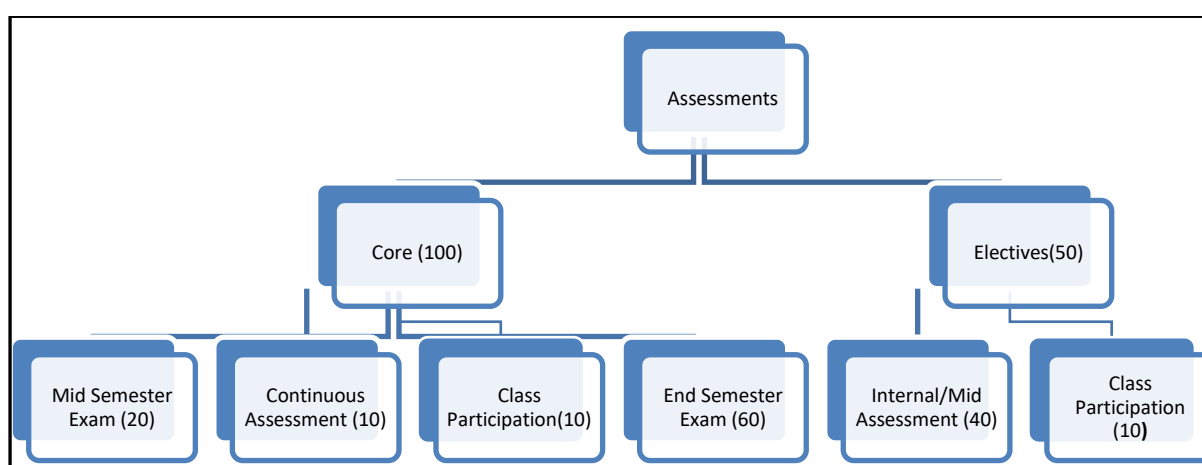 Assessments
Core (100)
Electives(50)
Mid Semester
Exam (20)
Continuous
Assessment (10)
Class
Participation(10)
End Semester
Exam (60)
Internal/Mid
Assessment (40)
Class
Participation
(10)